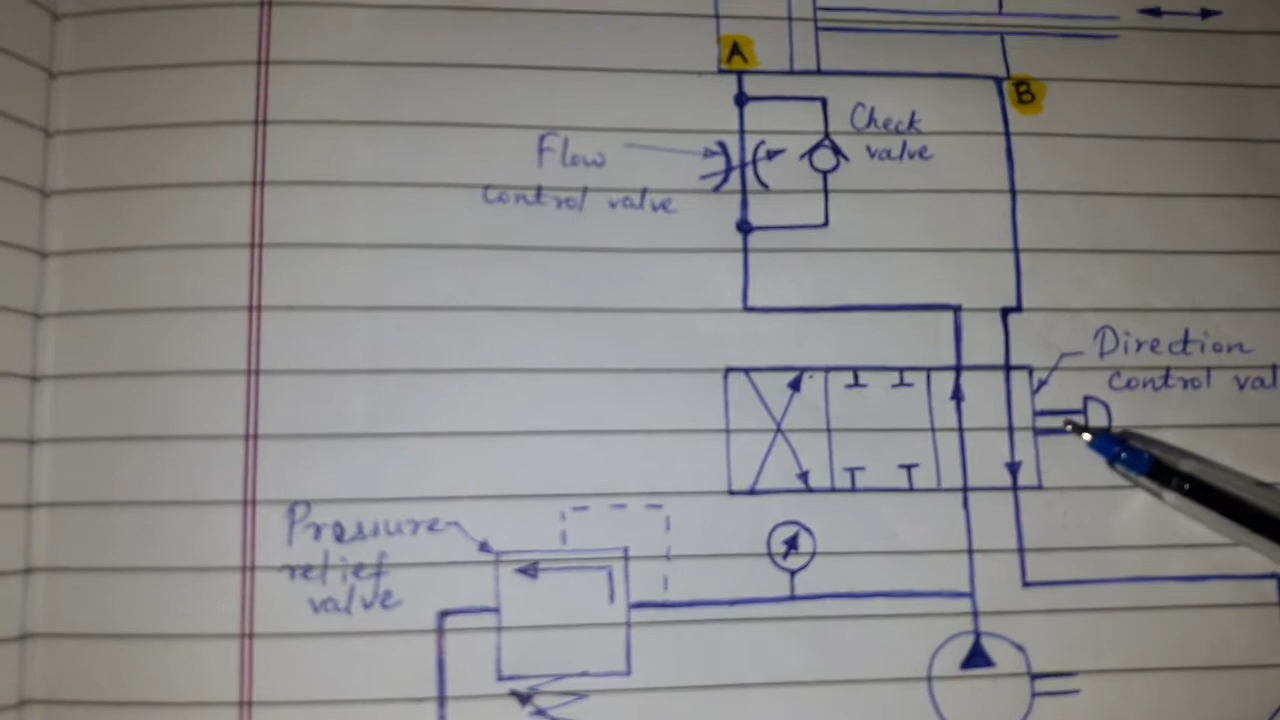 A
B
Check
valve
Flow
control valve
Direction
control val
Pressure
relief
valve